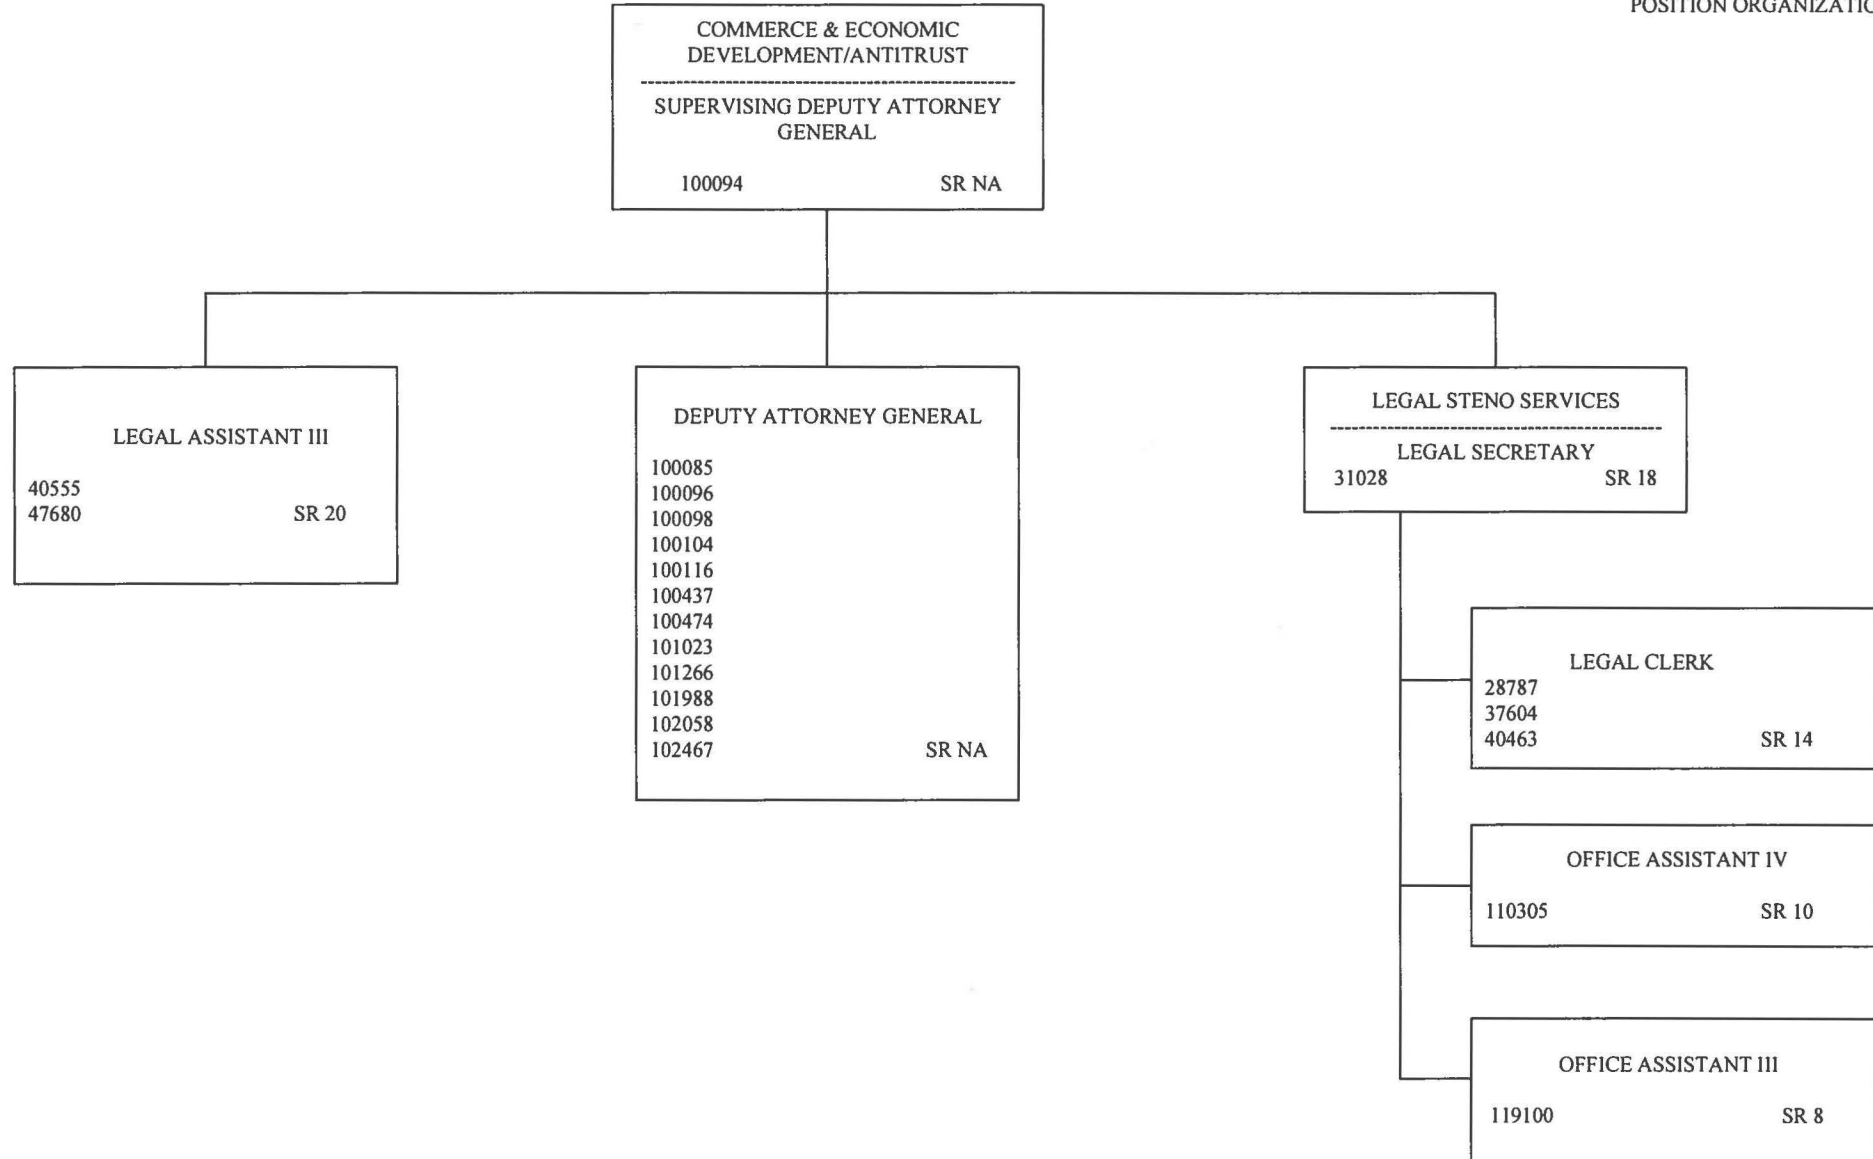 POSITION ORGANIZATIO
COMMERCE & ECONOMIC
DEVELOPMENT/ANTITRUST
SUPERVISING DEPUTY ATTORNEY
GENERAL
100094 SR NA
LEGAL ASSISTANT III
40555
47680 SR 20
DEPUTY ATTORNEY GENERAL
100085
100096
100098
100104
100116
100437
100474
101023
101266
101988
102058
102467 SR NA
LEGAL STENO SERVICES
LEGAL SECRETARY
31028 SR 18
LEGAL CLERK
28787
37604
40463 SR 14
OFFICE ASSISTANT IV
110305 SR 10
OFFICE ASSISTANT III
119100 SR 8